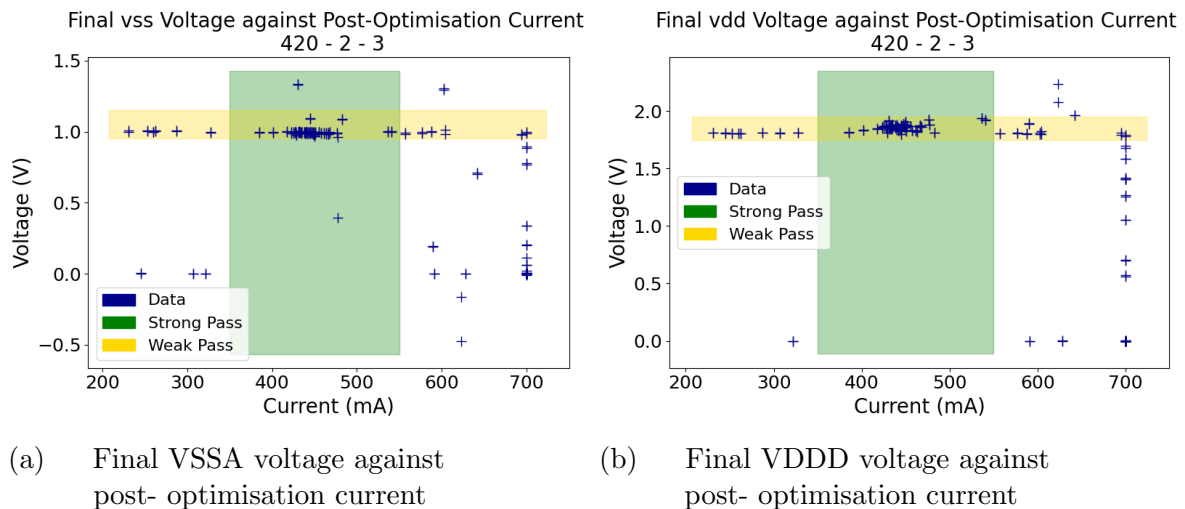 Final vss Voltage against Post-Optimisation Current
420 - 2 - 3
1.5
1.0
0.5
0.0
−0.5
Voltage (V)
Data
Strong Pass
Weak Pass
200 300 400 500 600 700
Current (mA)
Final vdd Voltage against Post-Optimisation Current
420 - 2 - 3
2.0
1.5
1.0
0.5
0.0
Voltage (V)
Data
Strong Pass
Weak Pass
200 300 400 500 600 700
Current (mA)
(a) Final VSSA voltage against
post- optimisation current
(b) Final VDDD voltage against
post- optimisation current